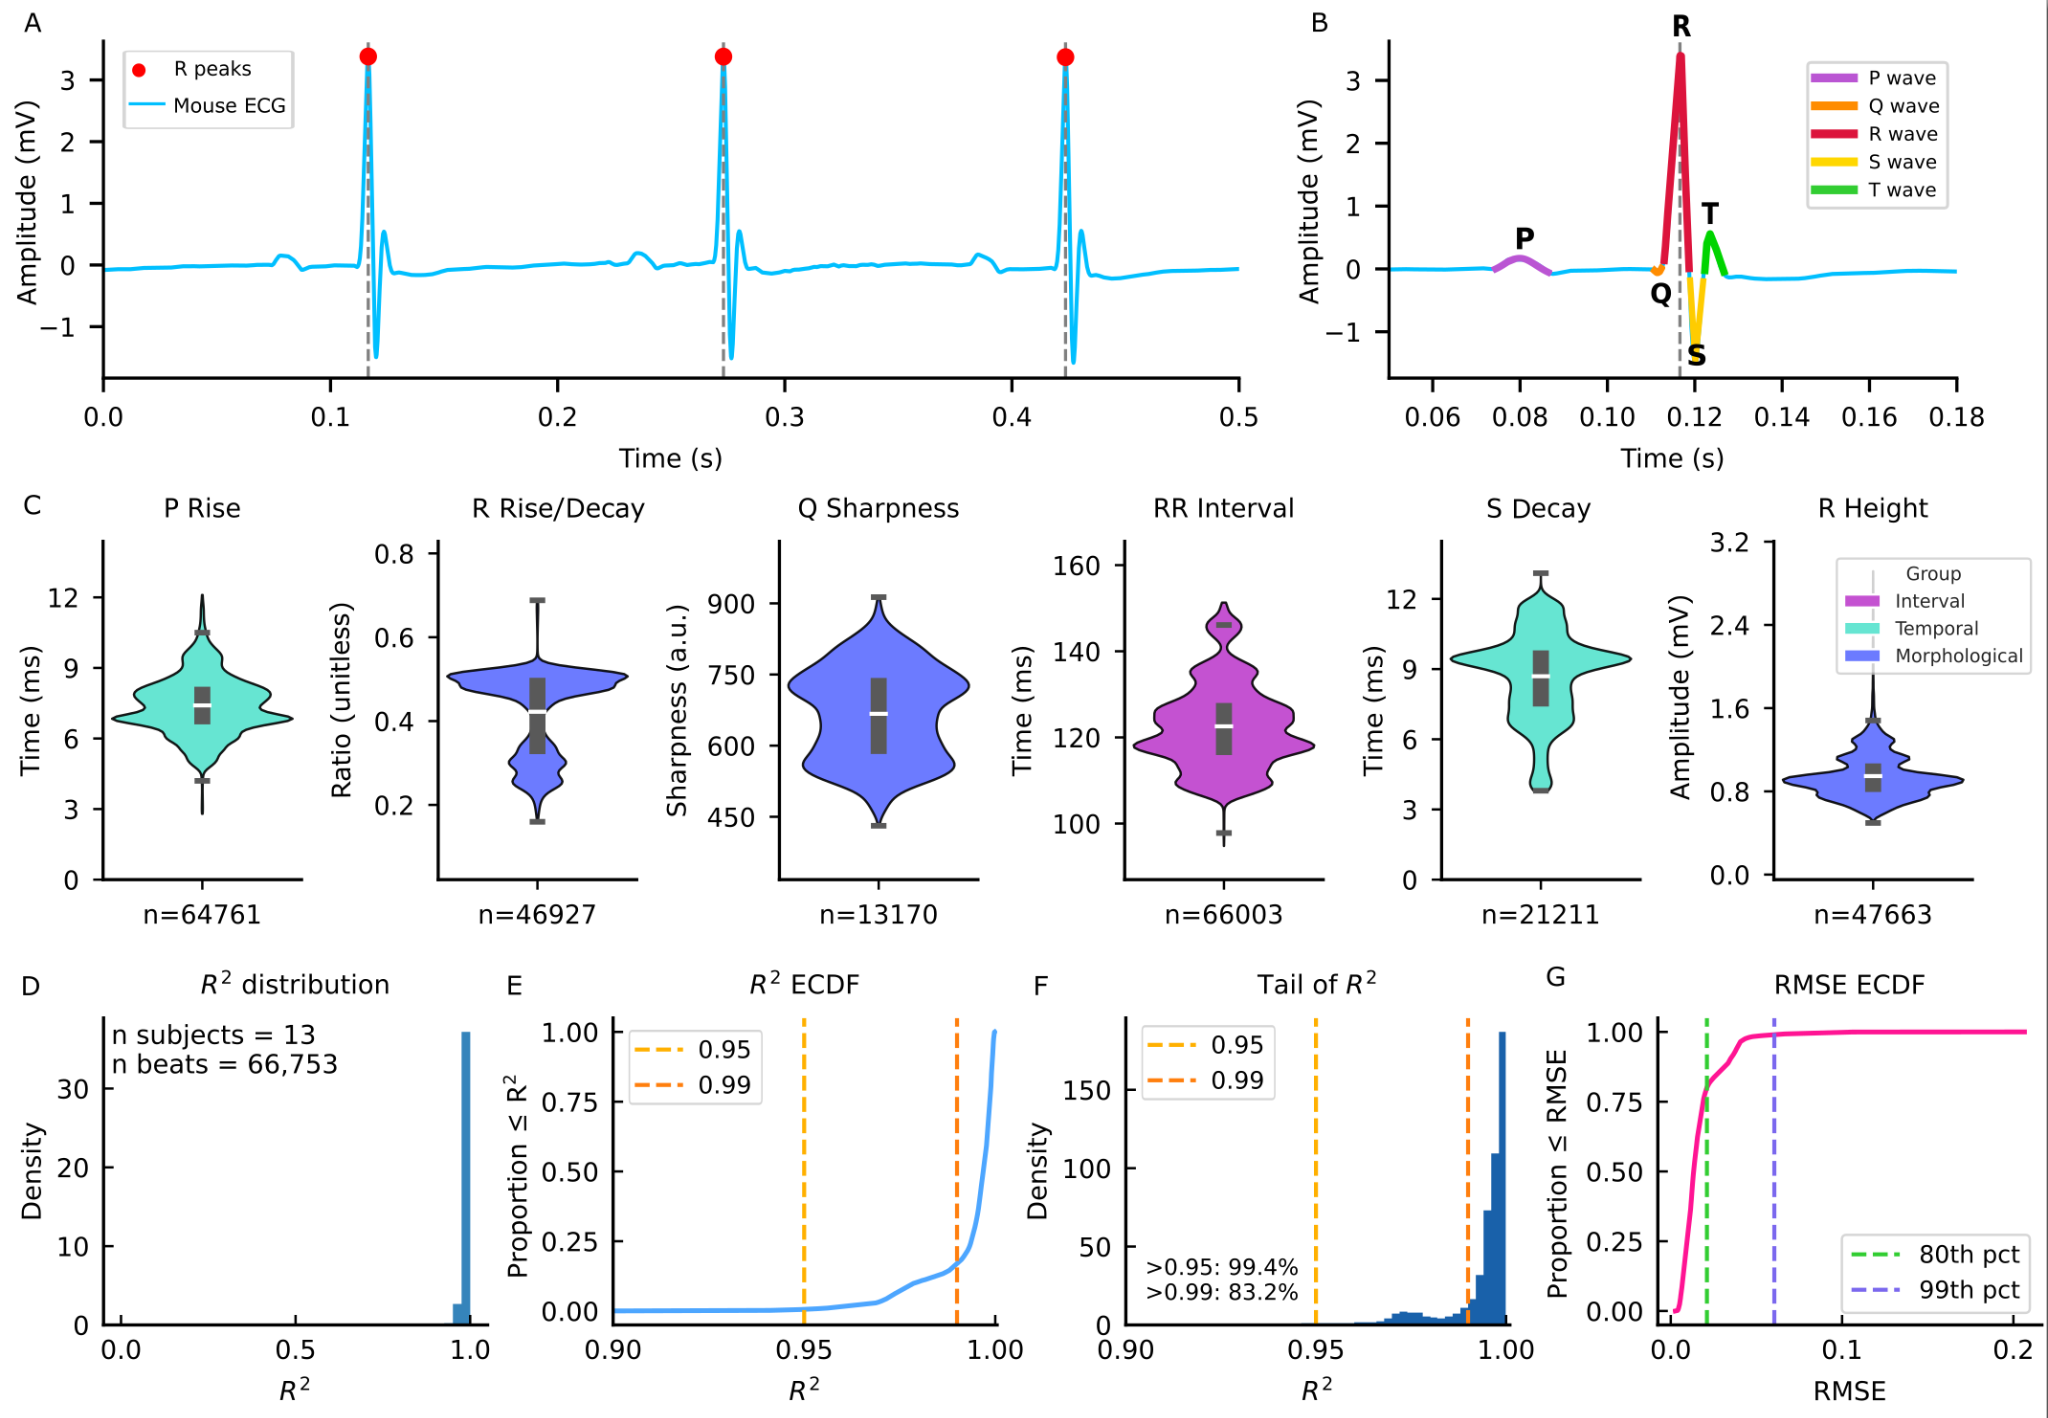 A
R peaks
Mouse ECG
Amplitude (mV)
3
2
1
0
−1
0.0 0.1 0.2 0.3 0.4 0.5
Time (s)
B
R
P wave
Q wave
R wave
S wave
T wave
P
Q
S
T
Amplitude (mV)
3
2
1
0
−1
0.06 0.08 0.10 0.12 0.14 0.16 0.18
Time (s)
C
P Rise
Time (ms)
12
9
6
3
0
n=64761
R Rise/Decay
Ratio (unitless)
0.8
0.6
0.4
0.2
n=46927
Q Sharpness
Sharpness (a.u.)
900
750
600
450
n=13170
RR Interval
Time (ms)
160
140
120
100
n=66003
S Decay
Time (ms)
12
9
6
3
0
n=21211
R Height
Amplitude (mV)
3.2
2.4
1.6
0.8
0.0
Group
Interval
Temporal
Morphological
n=47663
D
R² distribution
n subjects = 13
n beats = 66,753
Density
30
20
10
0
0.0 0.5 1.0
R²
E
R² ECDF
0.95
0.99
Proportion ≤ R²
1.00
0.75
0.50
0.25
0.00
0.90 0.95 1.00
R²
F
Tail of R²
0.95
0.99
Density
150
100
50
0
>0.95: 99.4%
>0.99: 83.2%
0.90 0.95 1.00
R²
G
RMSE ECDF
Proportion ≤ RMSE
1.00
0.75
0.50
0.25
0.00
80th pct
99th pct
0.0 0.1 0.2
RMSE